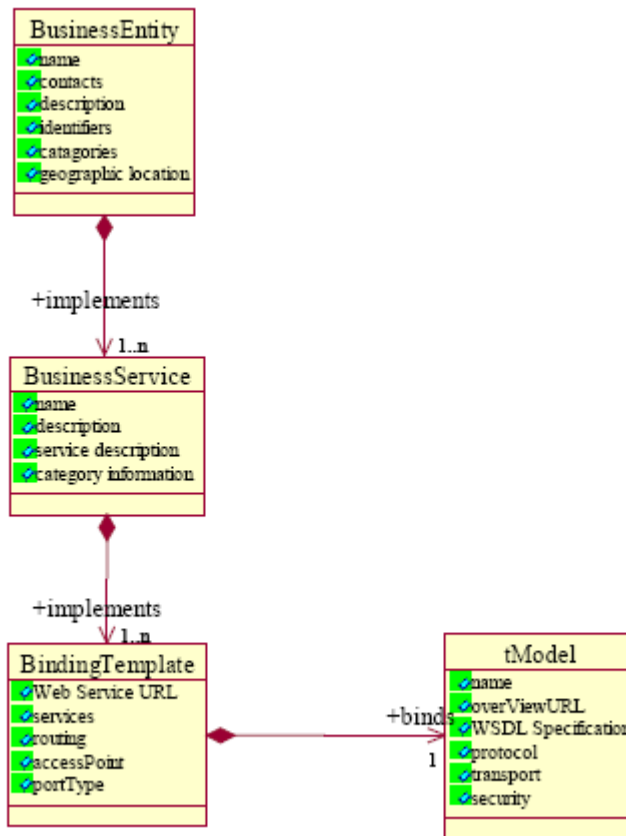 BusinessEntity
name
contacts
description
identifiers
catagories
geographic location
+implements
1..n
BusinessService
name
description
service description
category information
+implements
1..n
BindingTemplate
Web Service URL
services
routing
accessPoint
portType
+binds
1
tModel
name
overViewURL
WSDL Specification
protocol
transport
security